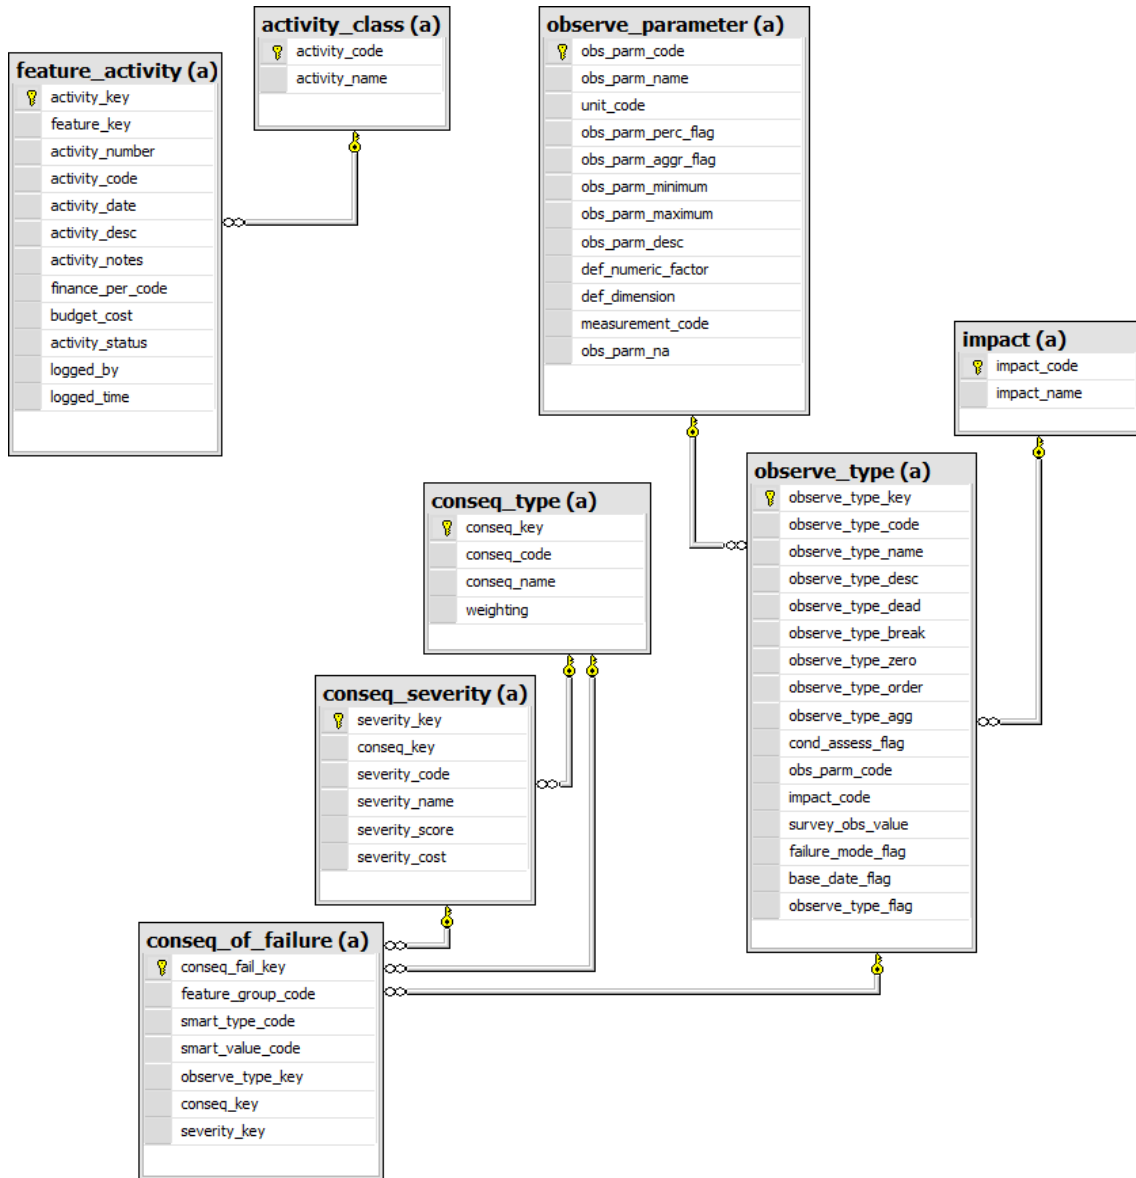 feature_activity (a)
activity_key
feature_key
activity_number
activity_code
activity_date
activity_desc
activity_notes
finance_per_code
budget_cost
activity_status
logged_by
logged_time
activity_class (a)
activity_code
activity_name
observe_parameter (a)
obs_parm_code
obs_parm_name
unit_code
obs_parm_perc_flag
obs_parm_aggr_flag
obs_parm_minimum
obs_parm_maximum
obs_parm_desc
def_numeric_factor
def_dimension
measurement_code
obs_parm_na
impact (a)
impact_code
impact_name
observe_type (a)
observe_type_key
observe_type_code
observe_type_name
observe_type_desc
observe_type_dead
observe_type_break
observe_type_zero
observe_type_order
observe_type_agg
cond_assess_flag
obs_parm_code
impact_code
survey_obs_value
failure_mode_flag
base_date_flag
observe_type_flag
conseq_type (a)
conseq_key
conseq_code
conseq_name
weighting
conseq_severity (a)
severity_key
conseq_key
severity_code
severity_name
severity_score
severity_cost
conseq_of_failure (a)
conseq_fail_key
feature_group_code
smart_type_code
smart_value_code
observe_type_key
conseq_key
severity_key